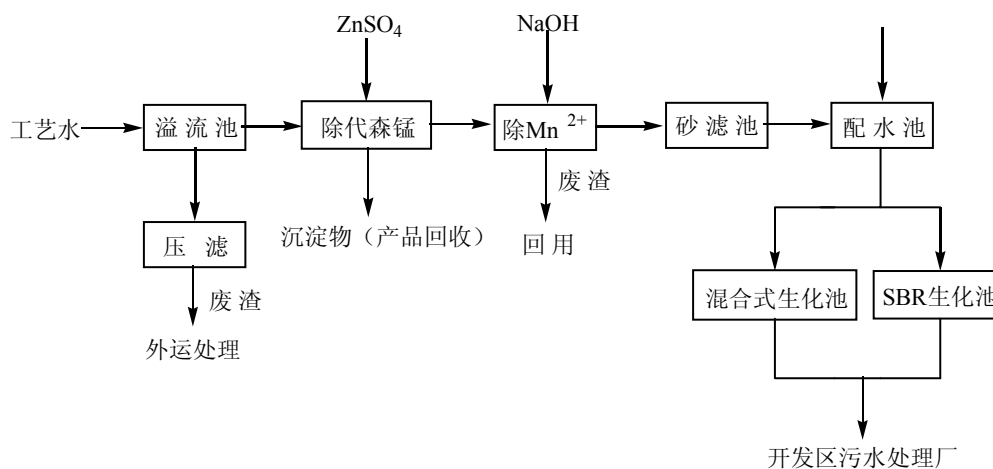 ZnSO4
NaOH
工艺水
溢流池
除代森锰
除Mn 2+
砂滤池
配水池
废渣
压 滤
沉淀物（产品回收）
回用
废渣
混合式生化池
SBR生化池
外运处理
开发区污水处理厂